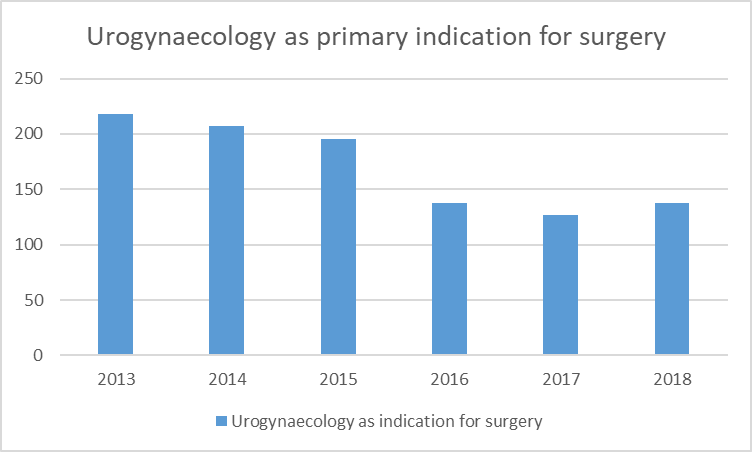 Urogynaecology as primary indication for surgery
250
200
150
100
50
0
2013 2014 2015 2016 2017 2018
Urogynaecology as indication for surgery